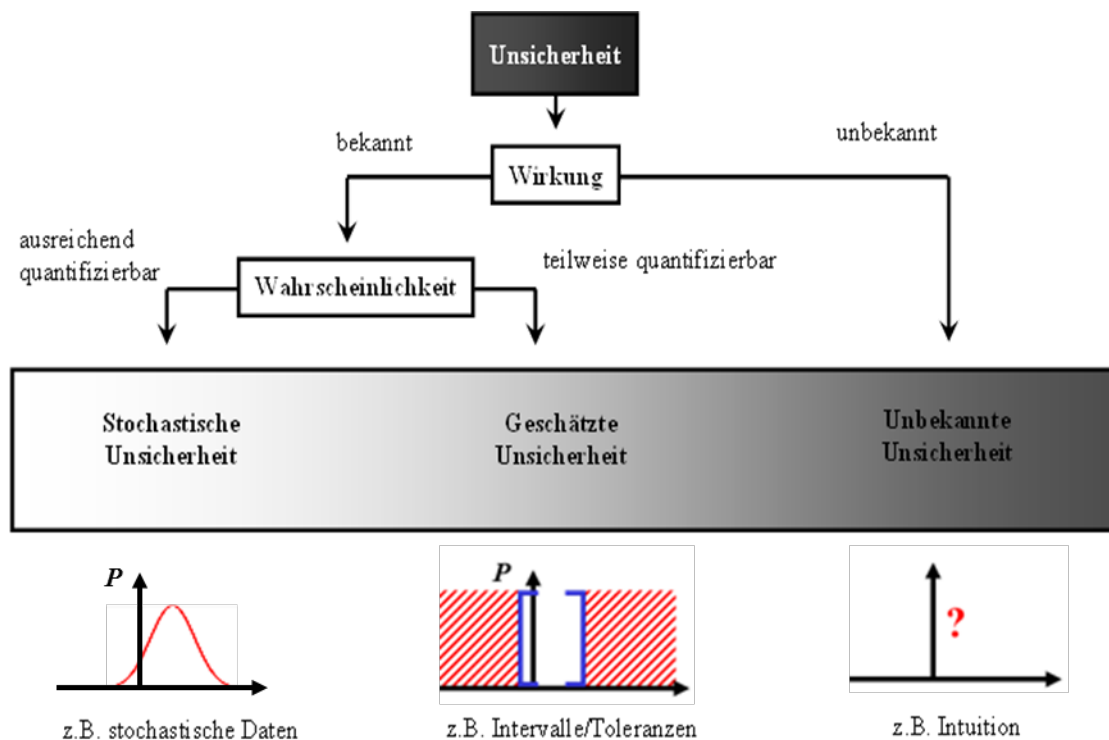 Unsicherheit
bekannt
unbekannt
Wirkung
ausreichend
quantifizierbar
teilweise quantifizierbar
Wahrscheinlichkeit
Stochastische
Unsicherheit
Geschätzte
Unsicherheit
Unbekannte
Unsicherheit
P
P
?
z.B. stochastische Daten
z.B. Intervalle/Toleranzen
z.B. Intuition